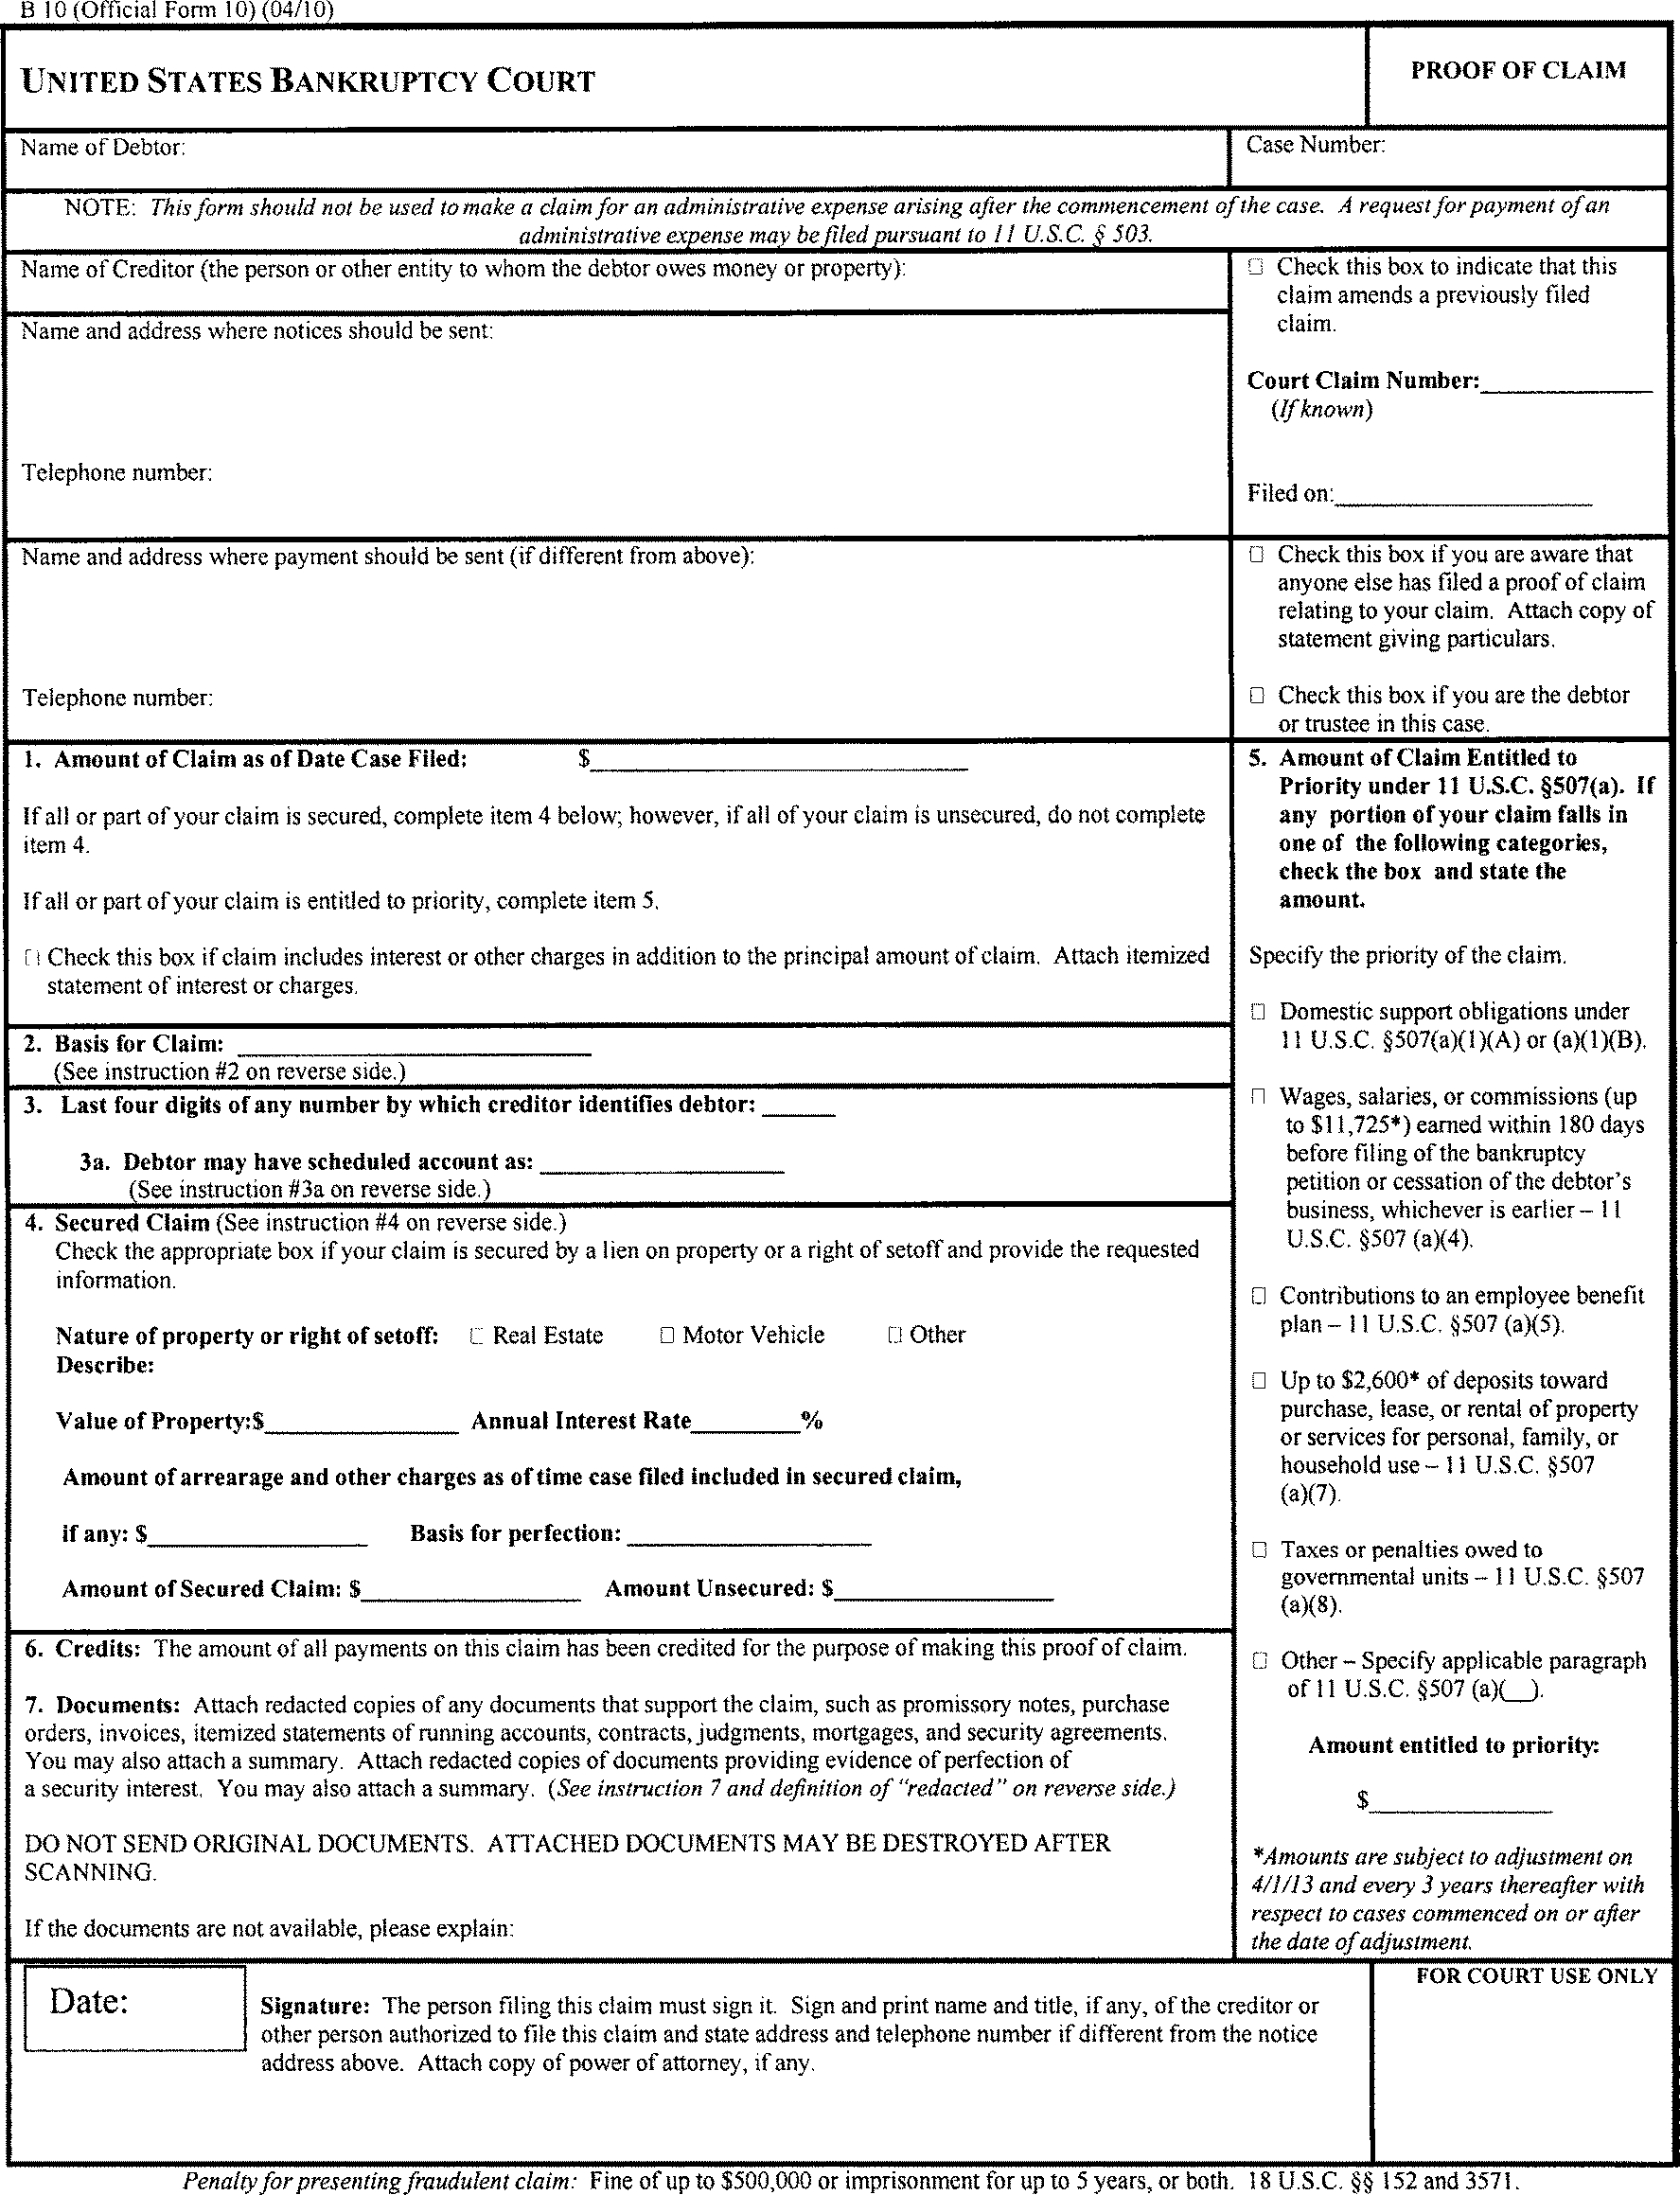 B 10 (Official Form 10) (04/10)
UNITED STATES BANKRUPTCY COURT
PROOF OF CLAIM
Name of Debtor:
Case Number:
NOTE: This form should not be used to make a claim for an administrative expense arising after the commencement of the case. A request for payment of an
administrative expense may be filed pursuant to 11 U.S.C. § 503.
Name of Creditor (the person or other entity to whom the debtor owes money or property):
Name and address where notices should be sent:
Telephone number:
☐ Check this box to indicate that this
claim amends a previously filed
claim.
Court Claim Number:______________
(If known)
Filed on:_____________________
Name and address where payment should be sent (if different from above):
Telephone number:
☐ Check this box if you are aware that
anyone else has filed a proof of claim
relating to your claim. Attach copy of
statement giving particulars.
☐ Check this box if you are the debtor
or trustee in this case.
1. Amount of Claim as of Date Case Filed: $_______________________________
If all or part of your claim is secured, complete item 4 below; however, if all of your claim is unsecured, do not complete
item 4.
If all or part of your claim is entitled to priority, complete item 5.
☐ Check this box if claim includes interest or other charges in addition to the principal amount of claim. Attach itemized
statement of interest or charges.
2. Basis for Claim: _____________________________
(See instruction #2 on reverse side.)
3. Last four digits of any number by which creditor identifies debtor: ______
3a. Debtor may have scheduled account as: ____________________
(See instruction #3a on reverse side.)
4. Secured Claim (See instruction #4 on reverse side.)
Check the appropriate box if your claim is secured by a lien on property or a right of setoff and provide the requested
information.
Nature of property or right of setoff: ☐ Real Estate ☐ Motor Vehicle ☐ Other
Describe:
Value of Property:$________________ Annual Interest Rate_________%
Amount of arrearage and other charges as of time case filed included in secured claim,
if any: $__________________ Basis for perfection: ____________________
Amount of Secured Claim: $__________________ Amount Unsecured: $__________________
6. Credits: The amount of all payments on this claim has been credited for the purpose of making this proof of claim.
7. Documents: Attach redacted copies of any documents that support the claim, such as promissory notes, purchase
orders, invoices, itemized statements of running accounts, contracts, judgments, mortgages, and security agreements.
You may also attach a summary. Attach redacted copies of documents providing evidence of perfection of
a security interest. You may also attach a summary. (See instruction 7 and definition of "redacted" on reverse side.)
DO NOT SEND ORIGINAL DOCUMENTS. ATTACHED DOCUMENTS MAY BE DESTROYED AFTER
SCANNING.
If the documents are not available, please explain:
5. Amount of Claim Entitled to
Priority under 11 U.S.C. §507(a). If
any portion of your claim falls in
one of the following categories,
check the box and state the
amount.
Specify the priority of the claim.
☐ Domestic support obligations under
11 U.S.C. §507(a)(1)(A) or (a)(1)(B).
☐ Wages, salaries, or commissions (up
to $11,725*) earned within 180 days
before filing of the bankruptcy
petition or cessation of the debtor's
business, whichever is earlier – 11
U.S.C. §507 (a)(4).
☐ Contributions to an employee benefit
plan – 11 U.S.C. §507 (a)(5).
☐ Up to $2,600* of deposits toward
purchase, lease, or rental of property
or services for personal, family, or
household use – 11 U.S.C. §507
(a)(7).
☐ Taxes or penalties owed to
governmental units – 11 U.S.C. §507
(a)(8).
☐ Other – Specify applicable paragraph
of 11 U.S.C. §507 (a)(__).
Amount entitled to priority:
$_______________
*Amounts are subject to adjustment on
4/1/13 and every 3 years thereafter with
respect to cases commenced on or after
the date of adjustment.
Date:
Signature: The person filing this claim must sign it. Sign and print name and title, if any, of the creditor or
other person authorized to file this claim and state address and telephone number if different from the notice
address above. Attach copy of power of attorney, if any.
FOR COURT USE ONLY
Penalty for presenting fraudulent claim: Fine of up to $500,000 or imprisonment for up to 5 years, or both. 18 U.S.C. §§ 152 and 3571.